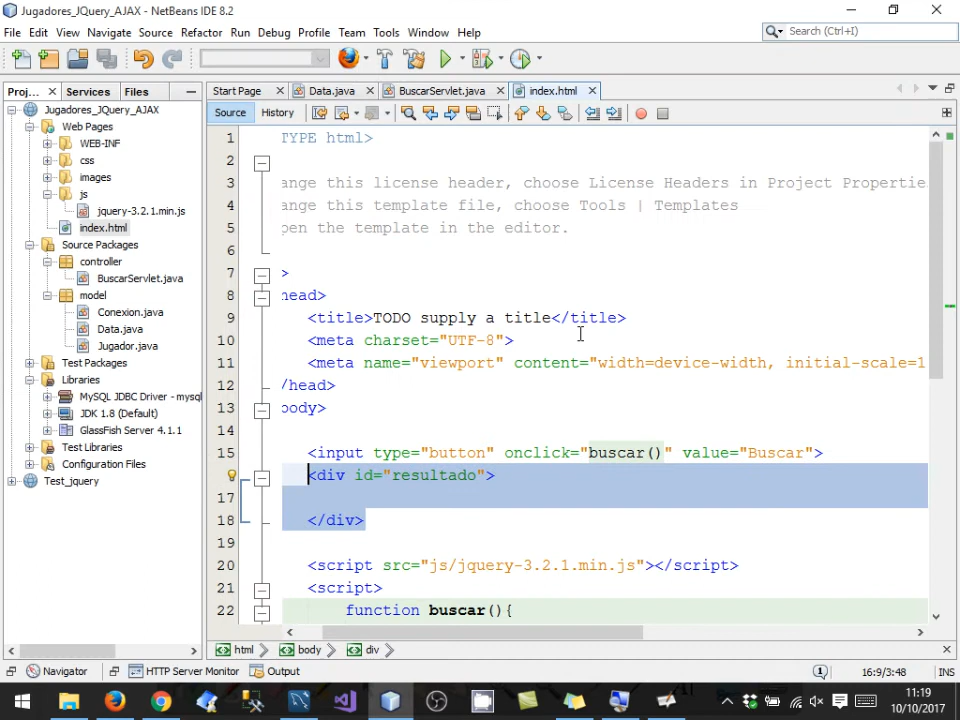 Jugadores_JQuery_AJAX - NetBeans IDE 8.2
File Edit View Navigate Source Refactor Run Debug Profile Team Tools Window Help
Search (Ctrl+I)
Proj... Services Files
Start Page Data.java BuscarServlet.java index.html
Source History
Jugadores_JQuery_AJAX
Web Pages
WEB-INF
css
images
js
jquery-3.2.1.min.js
index.html
Source Packages
controller
BuscarServlet.java
model
Conexion.java
Data.java
Jugador.java
Test Packages
Libraries
MySQL JDBC Driver - mysql
JDK 1.8 (Default)
GlassFish Server 4.1.1
Test Libraries
Configuration Files
Test_jquery
1 TYPE html>
2
3 ange this license header, choose License Headers in Project Propertie
4 ange this template file, choose Tools | Templates
5 pen the template in the editor.
6
7 >
8 head>
9 <title>TODO supply a title</title>
10 <meta charset="UTF-8">
11 <meta name="viewport" content="width=device-width, initial-scale=1
12 /head>
13 body>
14
15 <input type="button" onclick="buscar()" value="Buscar">
<div id="resultado">
17
18 </div>
19
20 <script src="js/jquery-3.2.1.min.js"></script>
21 <script>
22 function buscar(){
html body div
Navigator HTTP Server Monitor Output
1 16:9/3:48 INS
11:19
10/10/2017